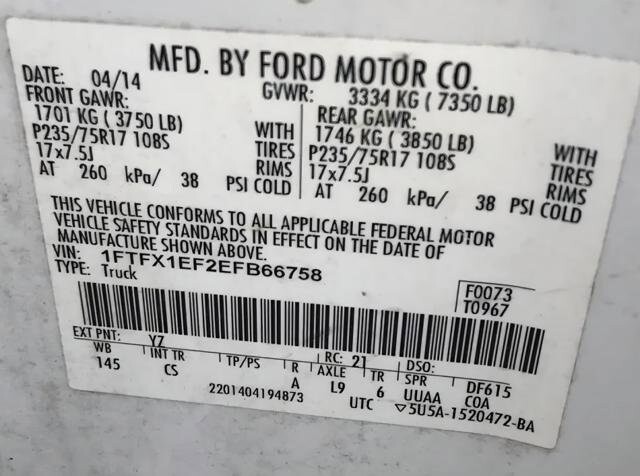 MFD. BY FORD MOTOR CO.
DATE: 04/14 GVWR: 3334 KG ( 7350 LB)
FRONT GAWR: REAR GAWR:
1701 KG ( 3750 LB) WITH 1746 KG ( 3850 LB) WITH
P235/75R17 108S TIRES P235/75R17 108S TIRES
17x7.5J RIMS 17x7.5J RIMS
AT 260 kPa/ 38 PSI COLD AT 260 kPa/ 38 PSI COLD
THIS VEHICLE CONFORMS TO ALL APPLICABLE FEDERAL MOTOR
VEHICLE SAFETY STANDARDS IN EFFECT ON THE DATE OF
MANUFACTURE SHOWN ABOVE.
VIN: 1FTFX1EF2EFB66758 F0073
TYPE: Truck T0967
EXT PNT: YZ RC: 21 DSO:
WB INT TR TP/PS R AXLE TR SPR DF615
145 CS A L9 6 UUAA COA
2201404194873 UTC ▽5U5A-1520472-BA